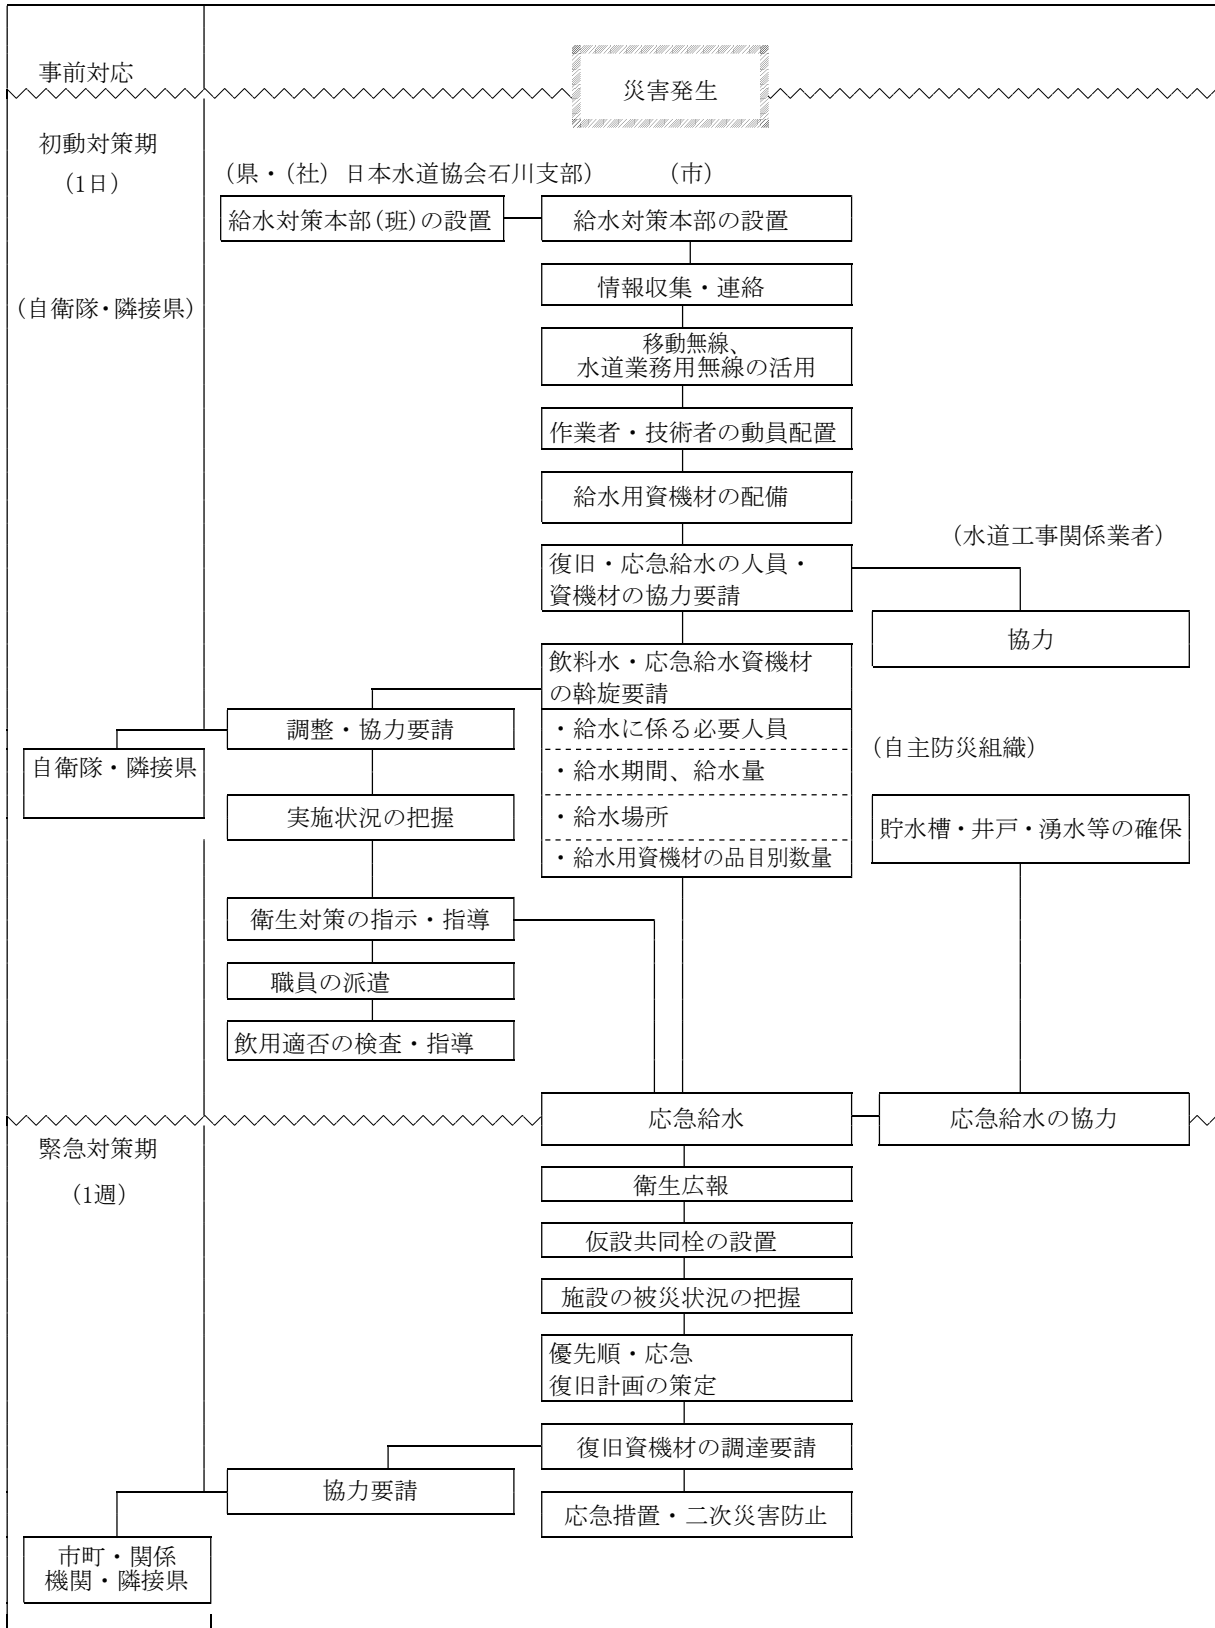 事前対応
災害発生
初動対策期
（1日）
（県・（社）日本水道協会石川支部）
（市）
給水対策本部（班）の設置
給水対策本部の設置
情報収集・連絡
（自衛隊・隣接県）
移動無線、
水道業務用無線の活用
作業者・技術者の動員配置
給水用資機材の配備
（水道工事関係業者）
復旧・応急給水の人員・
資機材の協力要請
協力
飲料水・応急給水資機材
の斡旋要請
調整・協力要請
・給水に係る必要人員
（自主防災組織）
自衛隊・隣接県
・給水期間、給水量
実施状況の把握
・給水場所
貯水槽・井戸・湧水等の確保
・給水用資機材の品目別数量
衛生対策の指示・指導
職員の派遣
飲用適否の検査・指導
応急給水
応急給水の協力
緊急対策期
（1週）
衛生広報
仮設共同栓の設置
施設の被災状況の把握
優先順・応急
復旧計画の策定
復旧資機材の調達要請
協力要請
応急措置・二次災害防止
市町・関係
機関・隣接県